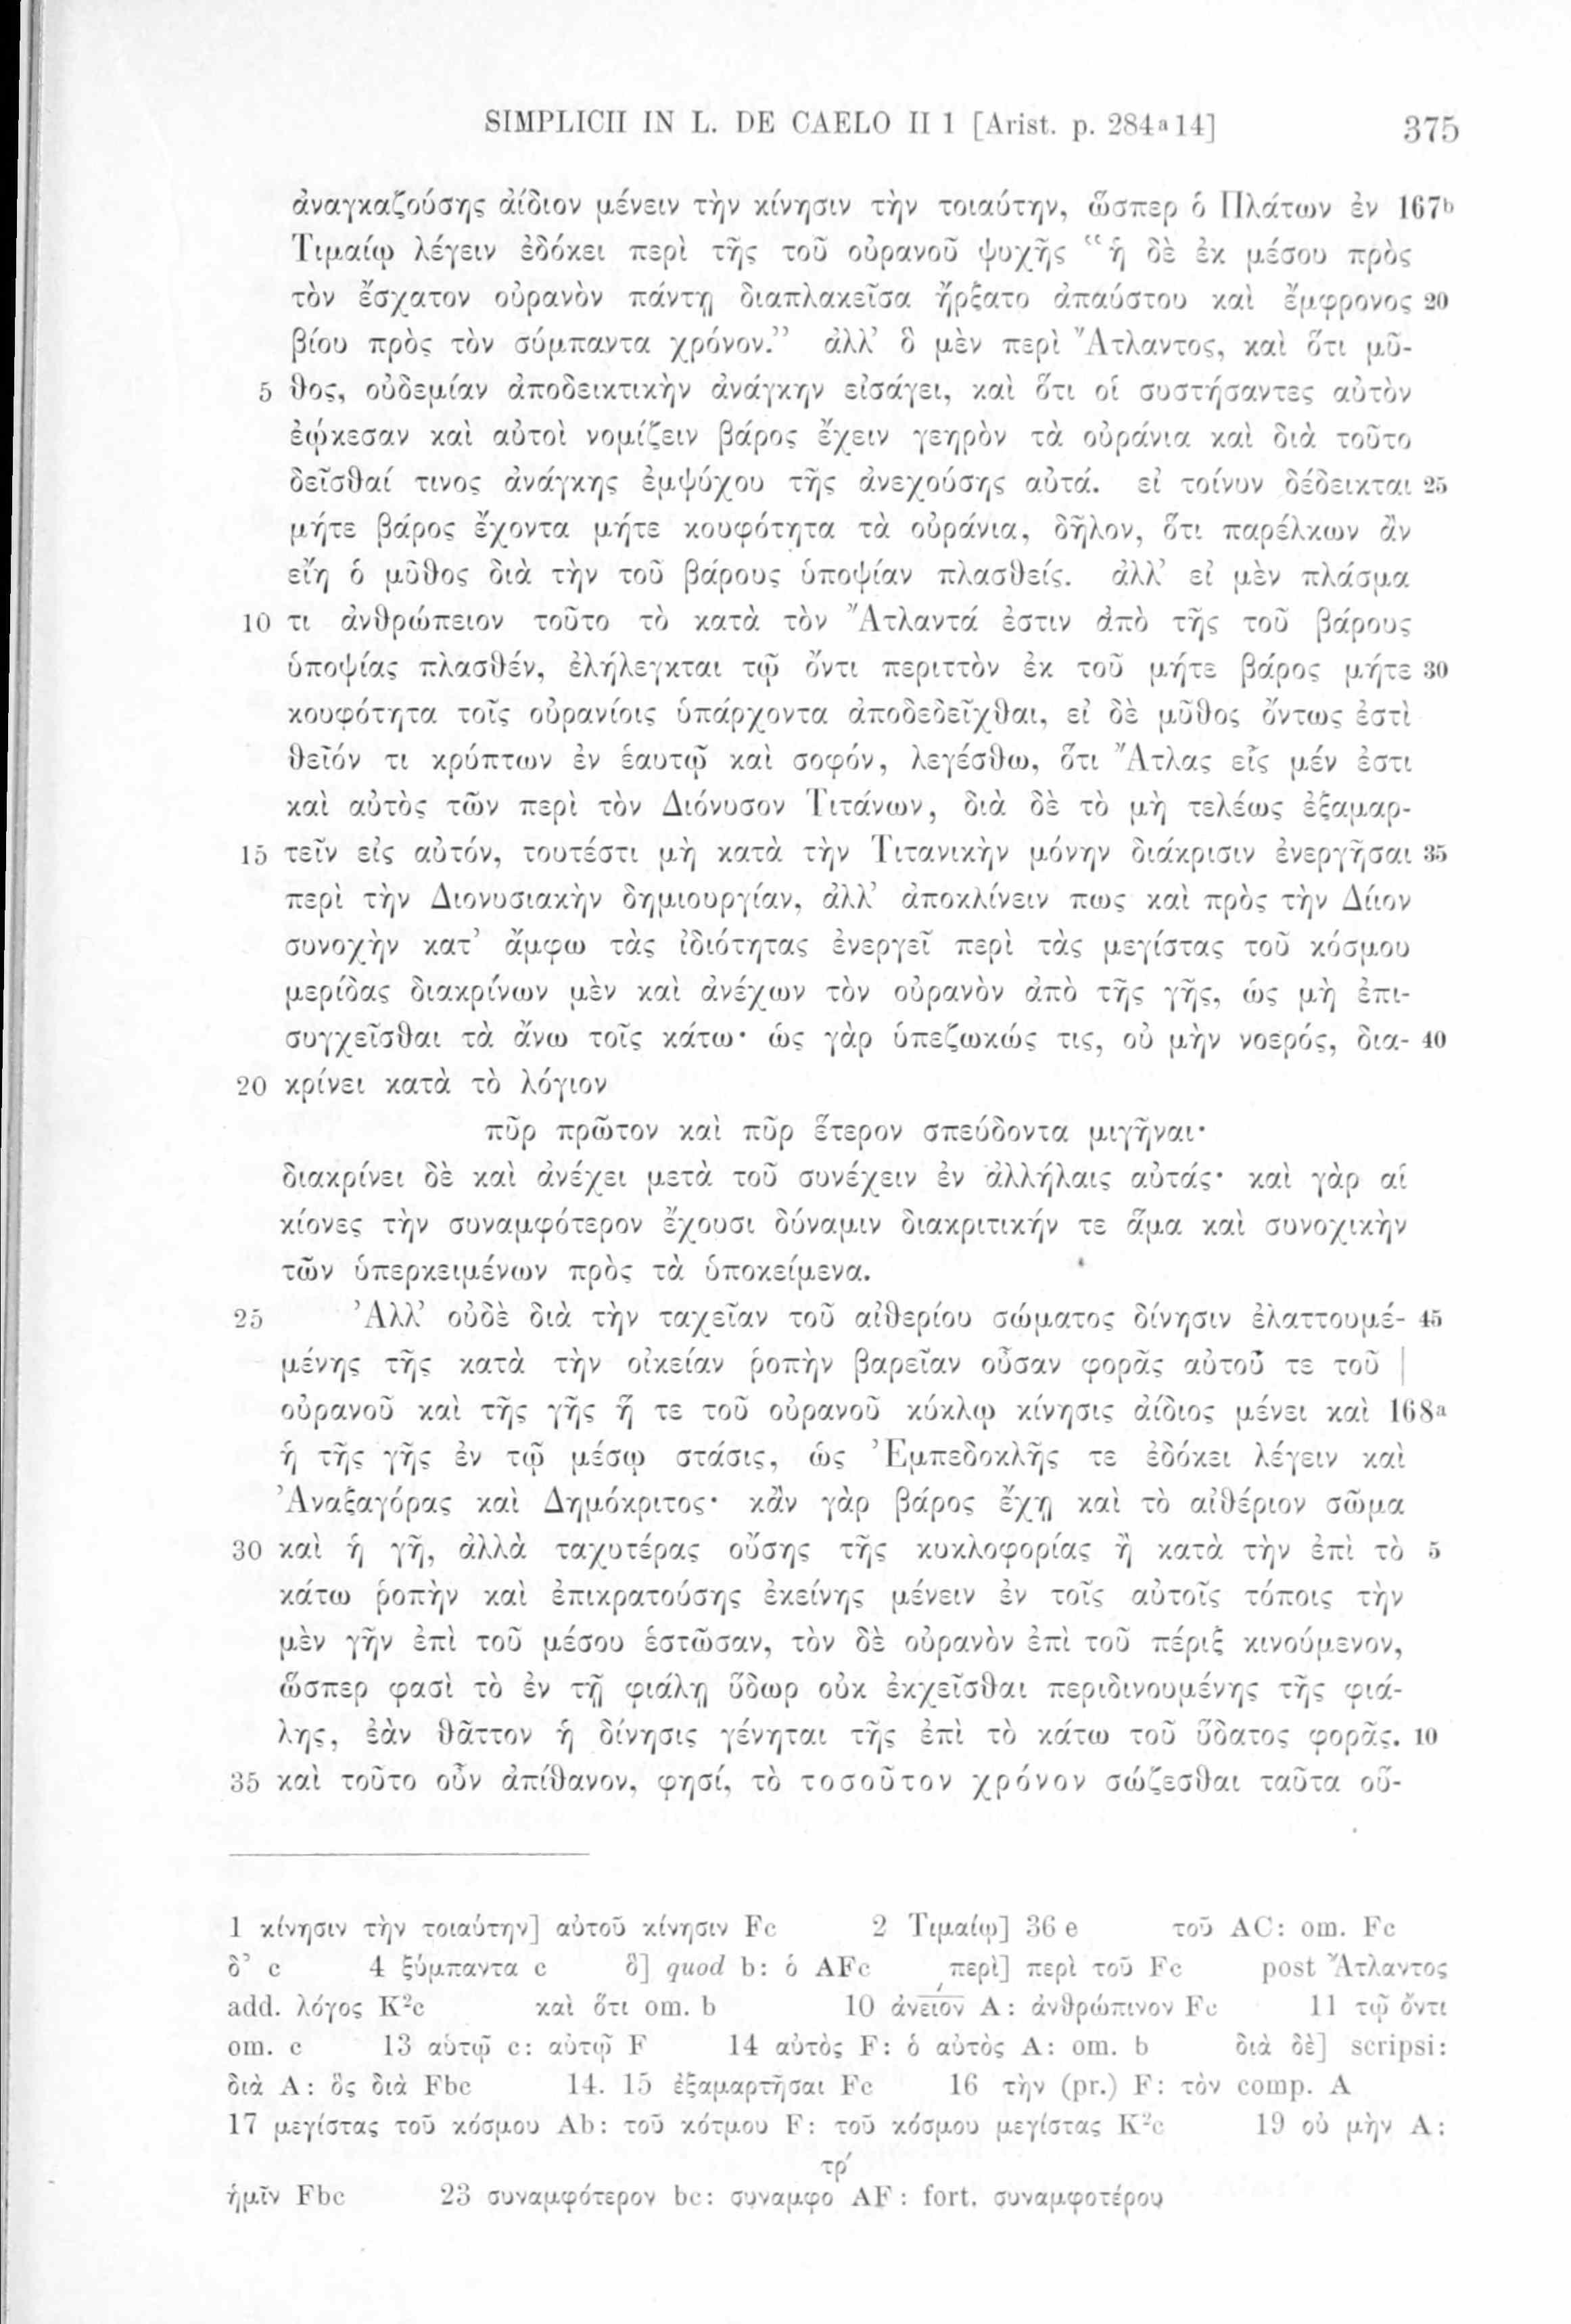 SIMPLICII IN L. DE CAELO II 1 [Arist. p. 284ª14] 375
ἀναγκαζούσης ἀίδιον μένειν τὴν κίνησιν τὴν τοιαύτην, ὥσπερ ὁ Πλάτων ἐν 167ᵇ
Τιμαίῳ λέγειν ἐδόκει περὶ τῆς τοῦ οὐρανοῦ ψυχῆς “ἡ δὲ ἐκ μέσου πρὸς
τὸν ἔσχατον οὐρανὸν πάντῃ διαπλακεῖσα ἤρξατο ἀπαύστου καὶ ἔμφρονος 20
βίου πρὸς τὸν σύμπαντα χρόνον.” ἀλλ’ ὃ μὲν περὶ Ἄτλαντος, καὶ ὅτι μῦ-
5 θος, οὐδεμίαν ἀποδεικτικὴν ἀνάγκην εἰσάγει, καὶ ὅτι οἱ συστήσαντες αὐτὸν
ἐῴκεσαν καὶ αὐτοὶ νομίζειν βάρος ἔχειν γεηρὸν τὰ οὐράνια καὶ διὰ τοῦτο
δεῖσθαί τινος ἀνάγκης ἐμψύχου τῆς ἀνεχούσης αὐτά. εἰ τοίνυν δέδεικται 25
μήτε βάρος ἔχοντα μήτε κουφότητα τὰ οὐράνια, δῆλον, ὅτι παρέλκων ἂν
εἴη ὁ μῦθος διὰ τὴν τοῦ βάρους ὑποψίαν πλασθείς. ἀλλ’ εἰ μὲν πλάσμα
10 τι ἀνθρώπειον τοῦτο τὸ κατὰ τὸν Ἄτλαντά ἐστιν ἀπὸ τῆς τοῦ βάρους
ὑποψίας πλασθέν, ἐλήλεγκται τῷ ὄντι περιττὸν ἐκ τοῦ μήτε βάρος μήτε 30
κουφότητα τοῖς οὐρανίοις ὑπάρχοντα ἀποδεδεῖχθαι, εἰ δὲ μῦθος ὄντως ἐστὶ
θεῖόν τι κρύπτων ἐν ἑαυτῷ καὶ σοφόν, λεγέσθω, ὅτι Ἄτλας εἷς μέν ἐστι
καὶ αὐτὸς τῶν περὶ τὸν Διόνυσον Τιτάνων, διὰ δὲ τὸ μὴ τελέως ἐξαμαρ-
15 τεῖν εἰς αὐτόν, τουτέστι μὴ κατὰ τὴν Τιτανικὴν μόνην διάκρισιν ἐνεργῆσαι 35
περὶ τὴν Διονυσιακὴν δημιουργίαν, ἀλλ’ ἀποκλίνειν πως καὶ πρὸς τὴν Δίιον
συνοχὴν κατ’ ἄμφω τὰς ἰδιότητας ἐνεργεῖ περὶ τὰς μεγίστας τοῦ κόσμου
μερίδας διακρίνων μὲν καὶ ἀνέχων τὸν οὐρανὸν ἀπὸ τῆς γῆς, ὡς μὴ ἐπι-
συγχεῖσθαι τὰ ἄνω τοῖς κάτω· ὡς γὰρ ὑπεζωκώς τις, οὐ μὴν νοερός, δια- 40
20 κρίνει κατὰ τὸ λόγιον
πῦρ πρῶτον καὶ πῦρ ἕτερον σπεύδοντα μιγῆναι·
διακρίνει δὲ καὶ ἀνέχει μετὰ τοῦ συνέχειν ἐν ἀλλήλαις αὐτάς· καὶ γὰρ αἱ
κίονες τὴν συναμφότερον ἔχουσι δύναμιν διακριτικήν τε ἅμα καὶ συνοχικὴν
τῶν ὑπερκειμένων πρὸς τὰ ὑποκείμενα.
25 Ἀλλ’ οὐδὲ διὰ τὴν ταχεῖαν τοῦ αἰθερίου σώματος δίνησιν ἐλαττουμέ- 45
μένης τῆς κατὰ τὴν οἰκείαν ῥοπὴν βαρεῖαν οὖσαν φορᾶς αὐτοῦ τε τοῦ |
οὐρανοῦ καὶ τῆς γῆς ἥ τε τοῦ οὐρανοῦ κύκλῳ κίνησις ἀίδιος μένει καὶ 168ª
ἡ τῆς γῆς ἐν τῷ μέσῳ στάσις, ὡς Ἐμπεδοκλῆς τε ἐδόκει λέγειν καὶ
Ἀναξαγόρας καὶ Δημόκριτος· κἂν γὰρ βάρος ἔχῃ καὶ τὸ αἰθέριον σῶμα
30 καὶ ἡ γῆ, ἀλλὰ ταχυτέρας οὔσης τῆς κυκλοφορίας ἢ κατὰ τὴν ἐπὶ τὸ 5
κάτω ῥοπὴν καὶ ἐπικρατούσης ἐκείνης μένειν ἐν τοῖς αὐτοῖς τόποις τὴν
μὲν γῆν ἐπὶ τοῦ μέσου ἑστῶσαν, τὸν δὲ οὐρανὸν ἐπὶ τοῦ πέριξ κινούμενον,
ὥσπερ φασὶ τὸ ἐν τῇ φιάλῃ ὕδωρ οὐκ ἐκχεῖσθαι περιδινουμένης τῆς φιά-
λης, ἐὰν θᾶττον ἡ δίνησις γένηται τῆς ἐπὶ τὸ κάτω τοῦ ὕδατος φορᾶς. 10
35 καὶ τοῦτο οὖν ἀπίθανον, φησί, τὸ τοσοῦτον χρόνον σώζεσθαι ταῦτα οὕ-
1 κίνησιν τὴν τοιαύτην] αὐτοῦ κίνησιν Fc 2 Τιμαίῳ] 36 e τοῦ AC: om. Fc
δ’ c 4 ξύμπαντα c ὃ] quod b: ὁ AFc περὶ] περὶ τοῦ Fc post Ἄτλαντος
add. λόγος K²c καὶ ὅτι om. b 10 ἀνειον A: ἀνθρώπινον Fc 11 τῷ ὄντι
om. c 13 αὑτῷ c: αὐτῷ F 14 αὐτὸς F: ὁ αὐτὸς A: om. b διὰ δὲ] scripsi:
διὰ A: ὃς διὰ Fbc 14. 15 ἐξαμαρτῆσαι Fc 16 τὴν (pr.) F: τὸν comp. A
17 μεγίστας τοῦ κόσμου Ab: τοῦ κότμου F: τοῦ κόσμου μεγίστας K²c 19 οὐ μὴν A:
τρ′
ἡμῖν Fbc 23 συναμφότερον bc: συναμφο AF: fort. συναμφοτέρου